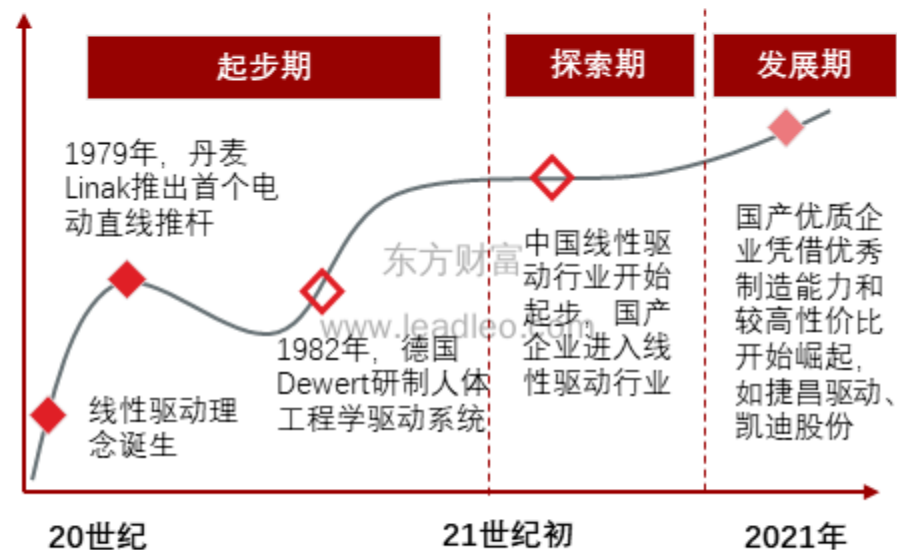 起步期
探索期
发展期
1979年，丹麦
Linak推出首个电
动直线推杆
线性驱动理
念诞生
1982年，德国
Dewert研制人体
工程学驱动系统
东方财富
www.leadleo.com
中国线性驱
动行业开始
起步，国产
企业进入线
性驱动行业
国产优质企
业凭借优秀
制造能力和
较高性价比
开始崛起，
如捷昌驱动、
凯迪股份
20世纪
21世纪初
2021年